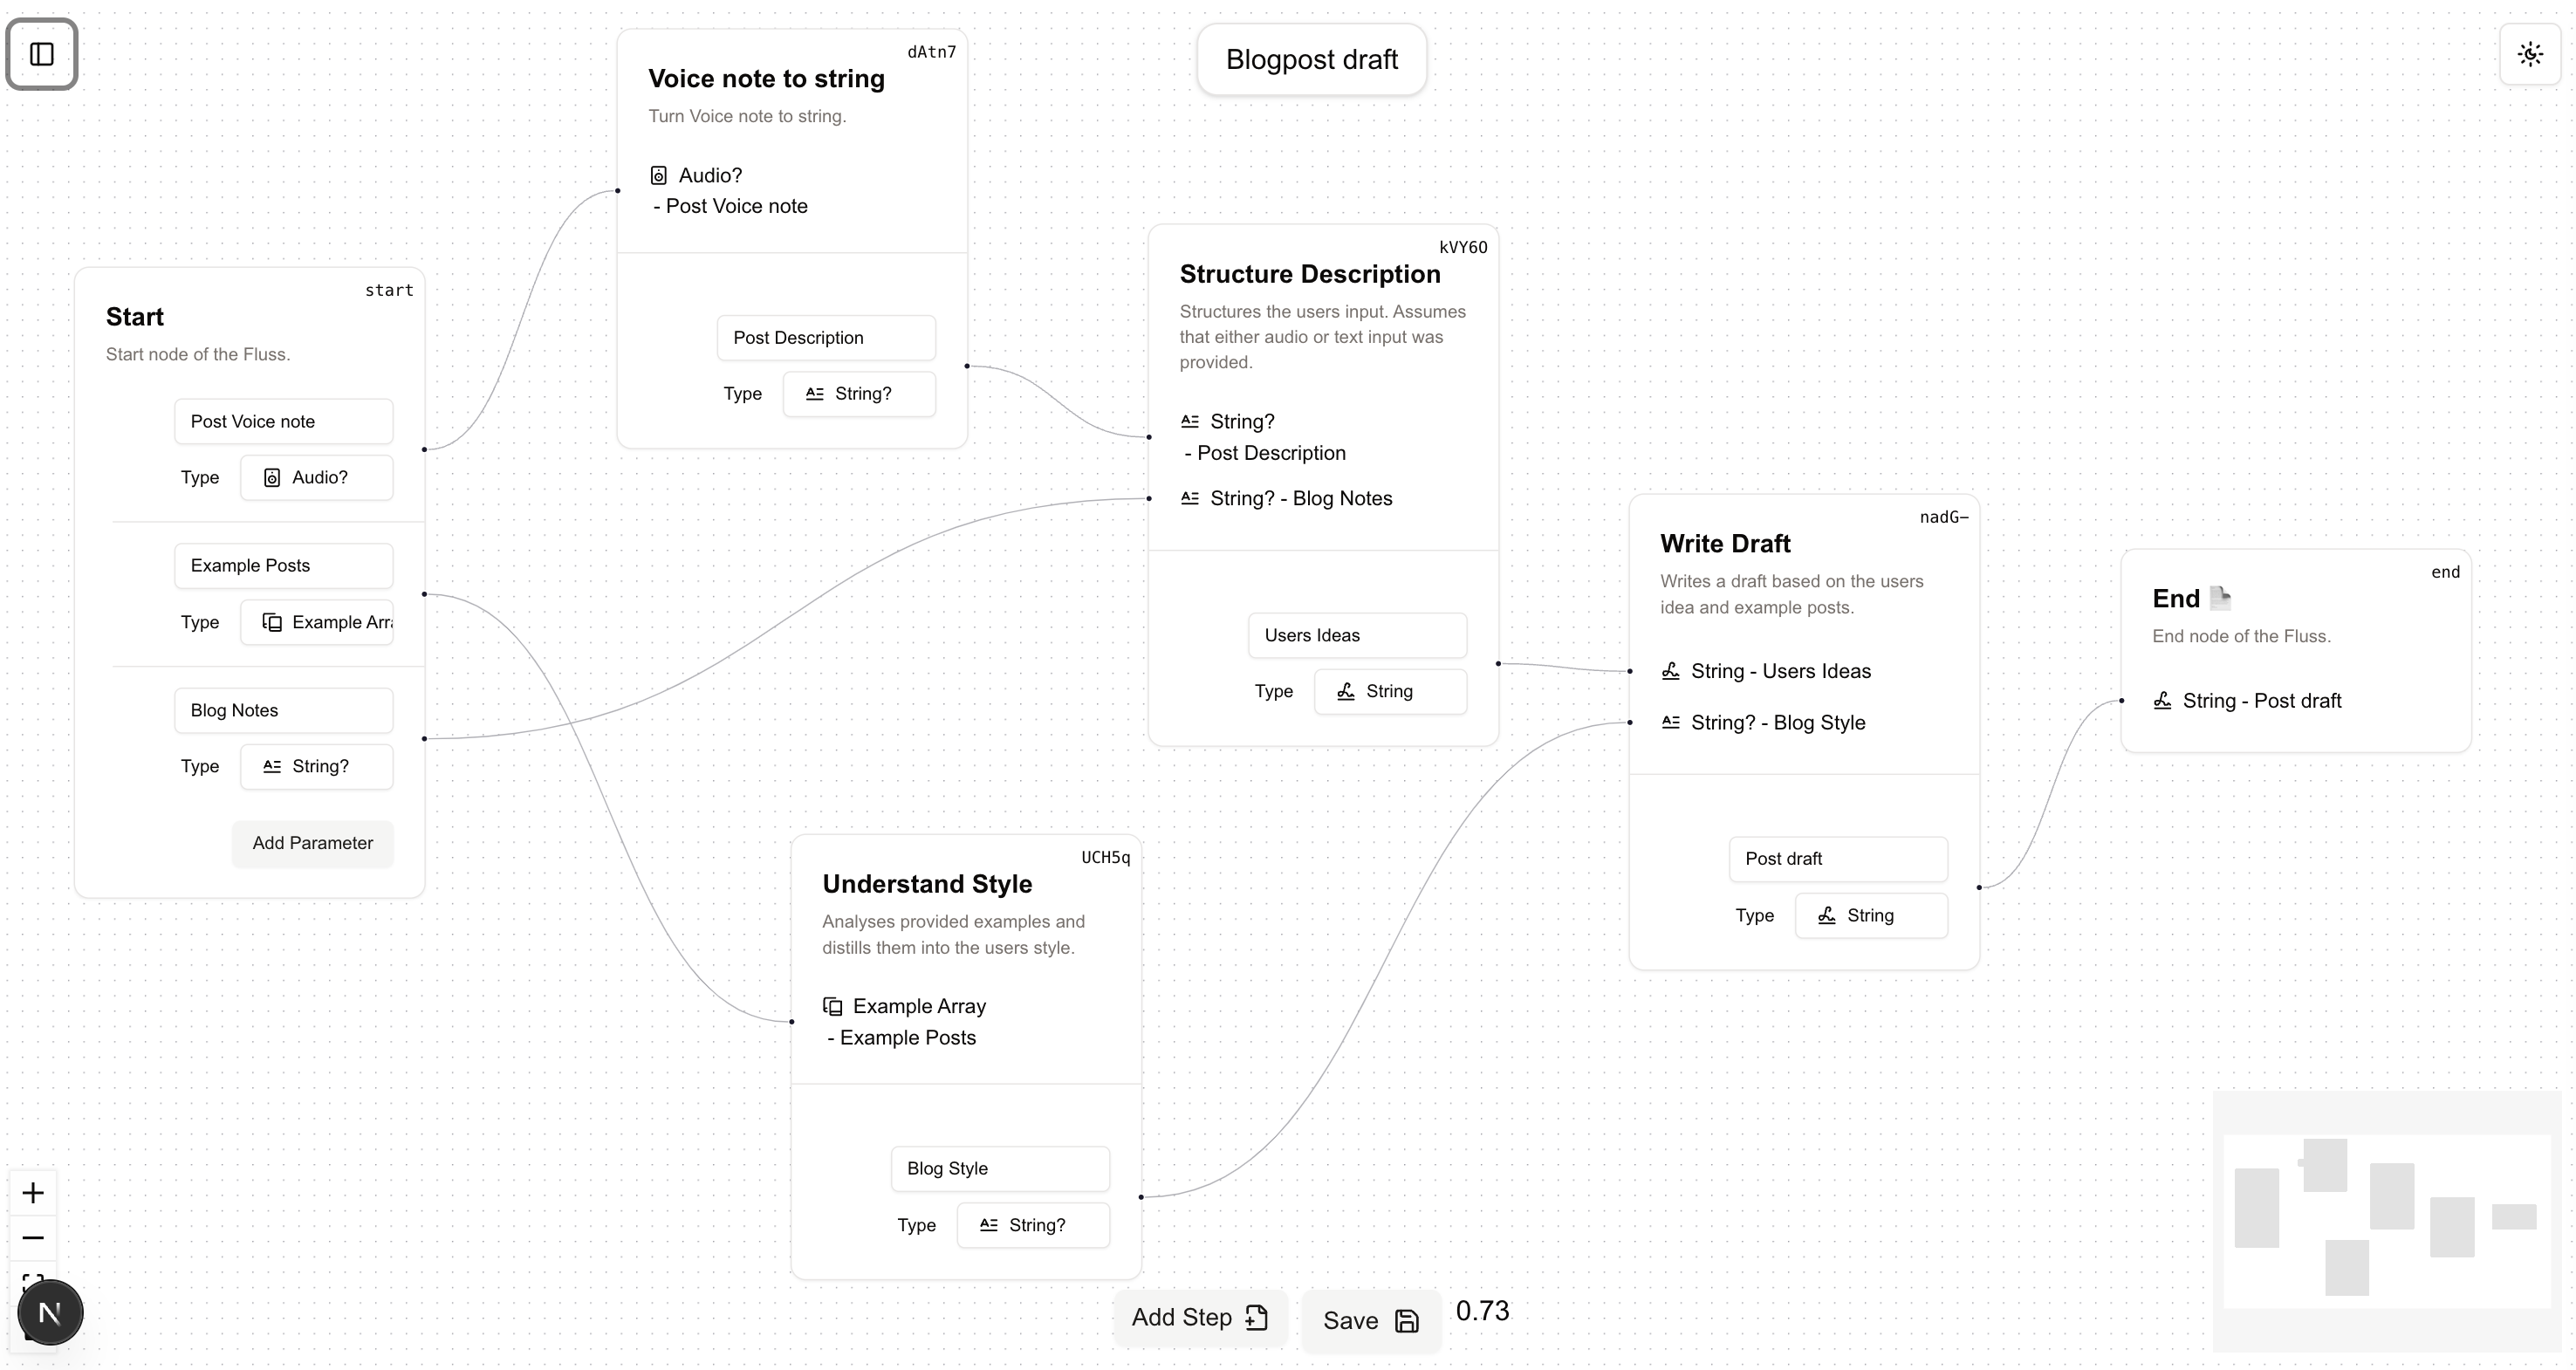 Blogpost draft
start
Start
Start node of the Fluss.
Post Voice note
Type
Audio?
Example Posts
Type
Example Arr
Blog Notes
Type
String?
Add Parameter
dAtn7
Voice note to string
Turn Voice note to string.
Audio?
- Post Voice note
Post Description
Type
String?
kVY6O
Structure Description
Structures the users input. Assumes
that either audio or text input was
provided.
String?
- Post Description
String? - Blog Notes
Users Ideas
Type
String
UCH5q
Understand Style
Analyses provided examples and
distills them into the users style.
Example Array
- Example Posts
Blog Style
Type
String?
nadG-
Write Draft
Writes a draft based on the users
idea and example posts.
String - Users Ideas
String? - Blog Style
Post draft
Type
String
end
End
End node of the Fluss.
String - Post draft
N
Add Step
Save
0.73